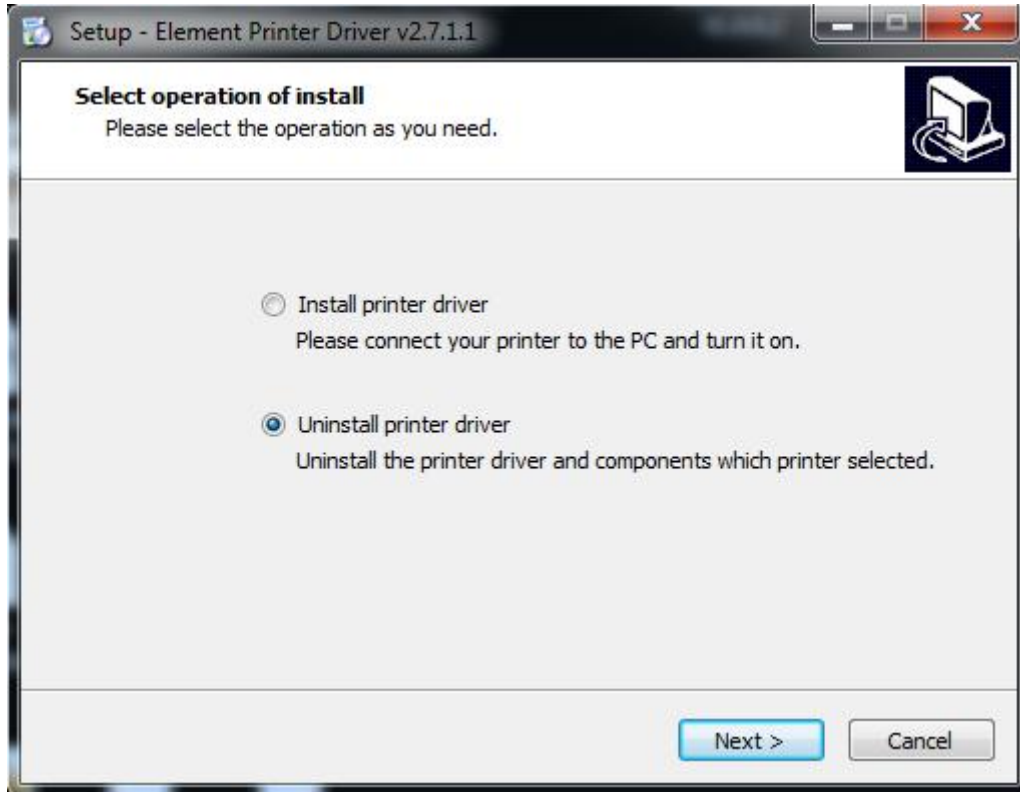 Setup - Element Printer Driver v2.7.1.1
Select operation of install
Please select the operation as you need.
Install printer driver
Please connect your printer to the PC and turn it on.
Uninstall printer driver
Uninstall the printer driver and components which printer selected.
Next >
Cancel